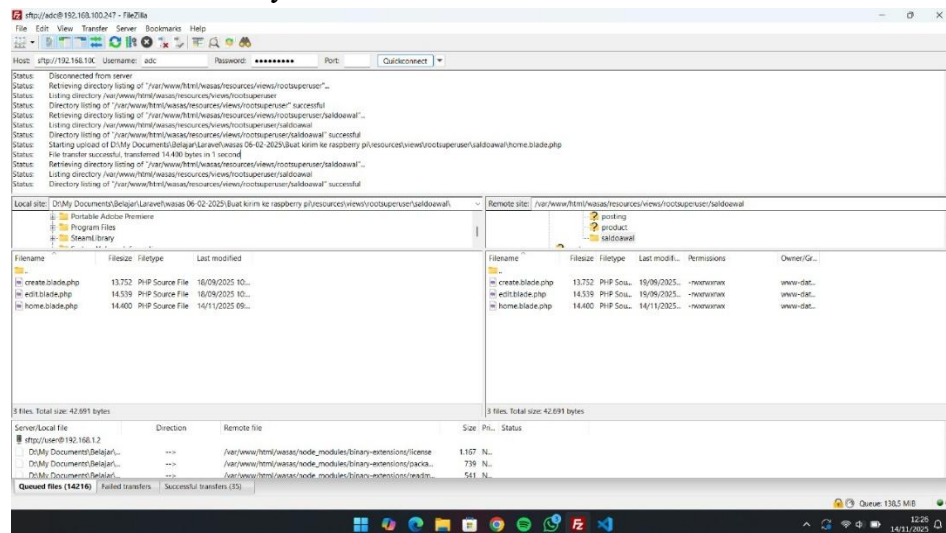 sftp://adc@192.168.100.247 - FileZilla
File Edit View Transfer Server Bookmarks Help
Host: sftp://192.168.10C Username: adc Password: ●●●●●●●●● Port: Quickconnect
Status: Disconnected from server
Status: Retrieving directory listing of "/var/www/html/wasas/resources/views/rootsuperuser"...
Status: Listing directory /var/www/html/wasas/resources/views/rootsuperuser
Status: Directory listing of "/var/www/html/wasas/resources/views/rootsuperuser" successful
Status: Retrieving directory listing of "/var/www/html/wasas/resources/views/rootsuperuser/saldoawal"...
Status: Listing directory /var/www/html/wasas/resources/views/rootsuperuser/saldoawal
Status: Directory listing of "/var/www/html/wasas/resources/views/rootsuperuser/saldoawal" successful
Status: Starting upload of D:\My Documents\Belajar\Laravel\wasas 06-02-2025\Buat kirim ke raspberry pi\resources\views\rootsuperuser\saldoawal\home.blade.php
Status: File transfer successful, transferred 14.400 bytes in 1 second
Status: Retrieving directory listing of "/var/www/html/wasas/resources/views/rootsuperuser/saldoawal"...
Status: Listing directory /var/www/html/wasas/resources/views/rootsuperuser/saldoawal
Status: Directory listing of "/var/www/html/wasas/resources/views/rootsuperuser/saldoawal" successful
Local site: D:\My Documents\Belajar\Laravel\wasas 06-02-2025\Buat kirim ke raspberry pi\resources\views\rootsuperuser\saldoawal\
Portable Adobe Premiere
Program Files
SteamLibrary
Remote site: /var/www/html/wasas/resources/views/rootsuperuser/saldoawal
posting
product
saldoawal
Filename Filesize Filetype Last modified
..
create.blade.php 13.752 PHP Source File 18/09/2025 10:...
edit.blade.php 14.539 PHP Source File 18/09/2025 10:...
home.blade.php 14.400 PHP Source File 14/11/2025 09:...
3 files. Total size: 42.691 bytes
Filename Filesize Filetype Last modifi... Permissions Owner/Gr...
..
create.blade.php 13.752 PHP Sou... 19/09/2025... -rwxrwxrwx www-dat...
edit.blade.php 14.539 PHP Sou... 19/09/2025... -rwxrwxrwx www-dat...
home.blade.php 14.400 PHP Sou... 14/11/2025... -rwxrwxrwx www-dat...
3 files. Total size: 42.691 bytes
Server/Local file Direction Remote file Size Pri... Status
sftp://user@192.168.1.2
D:\My Documents\Belajar\... -->> /var/www/html/wasas/node_modules/binary-extensions/license 1.167 N...
D:\My Documents\Belajar\... -->> /var/www/html/wasas/node_modules/binary-extensions/packa... 739 N...
D:\My Documents\Belajar\... -->> /var/www/html/wasas/node_modules/binary-extensions/readm... 541 N...
Queued files (14216) Failed transfers Successful transfers (35)
Queue: 138,5 MiB
12:26
14/11/2025